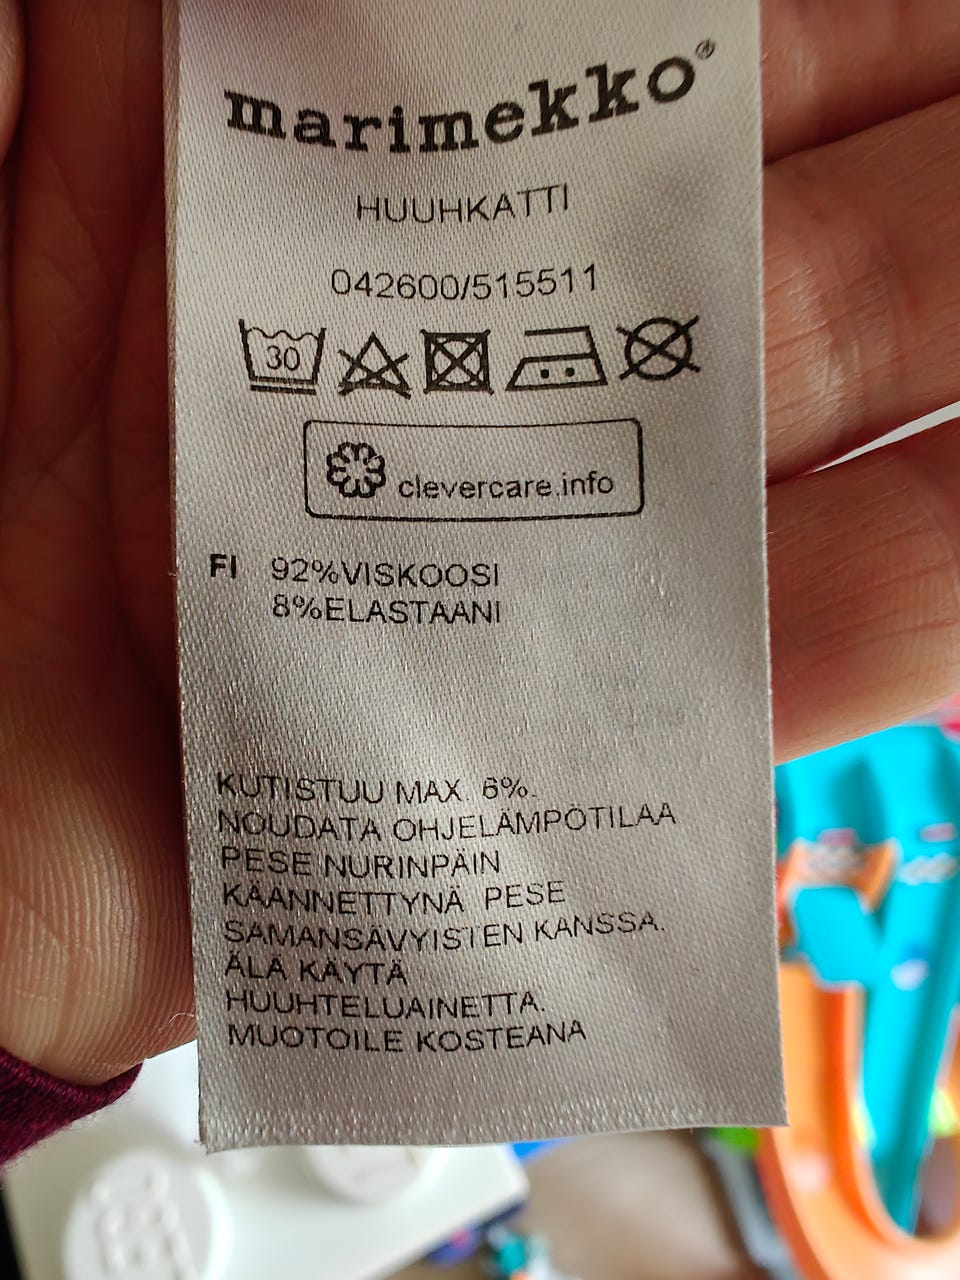 marimekko®
HUUHKATTI
042600/515511
30
clevercare.info
FI 92%VISKOOSI
8%ELASTAANI
KUTISTUU MAX. 6%.
NOUDATA OHJELÄMPÖTILAA
PESE NURINPÄIN
KÄÄNNETTYNÄ PESE
SAMANSÄVYISTEN KANSSA.
ÄLÄ KÄYTÄ
HUUHTELUAINETTA.
MUOTOILE KOSTEANA